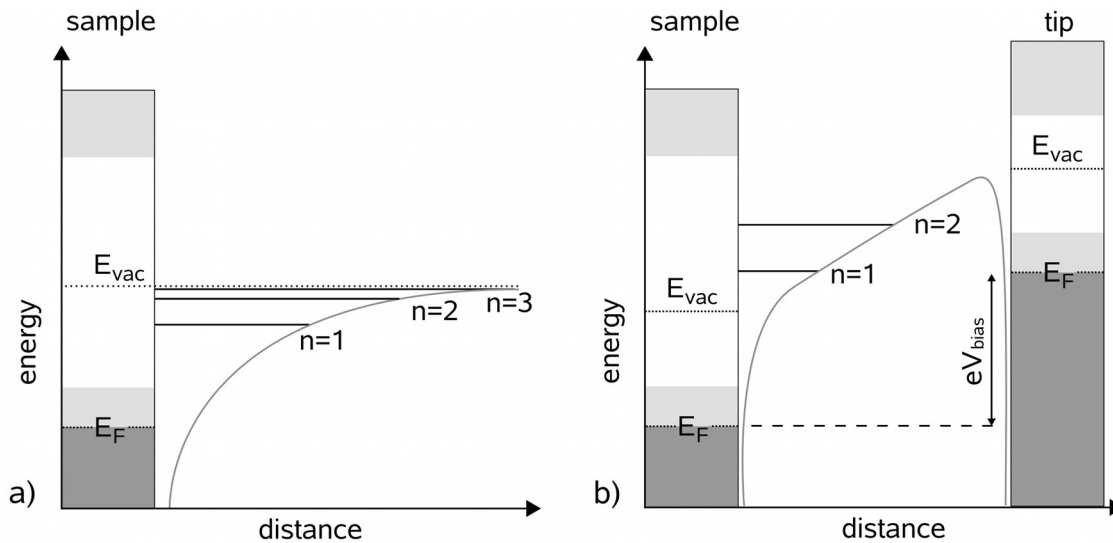 sample
E_vac
n=3
n=2
n=1
energy
E_F
a)
distance
sample
tip
E_vac
n=2
n=1
E_F
E_vac
eV_bias
energy
E_F
b)
distance